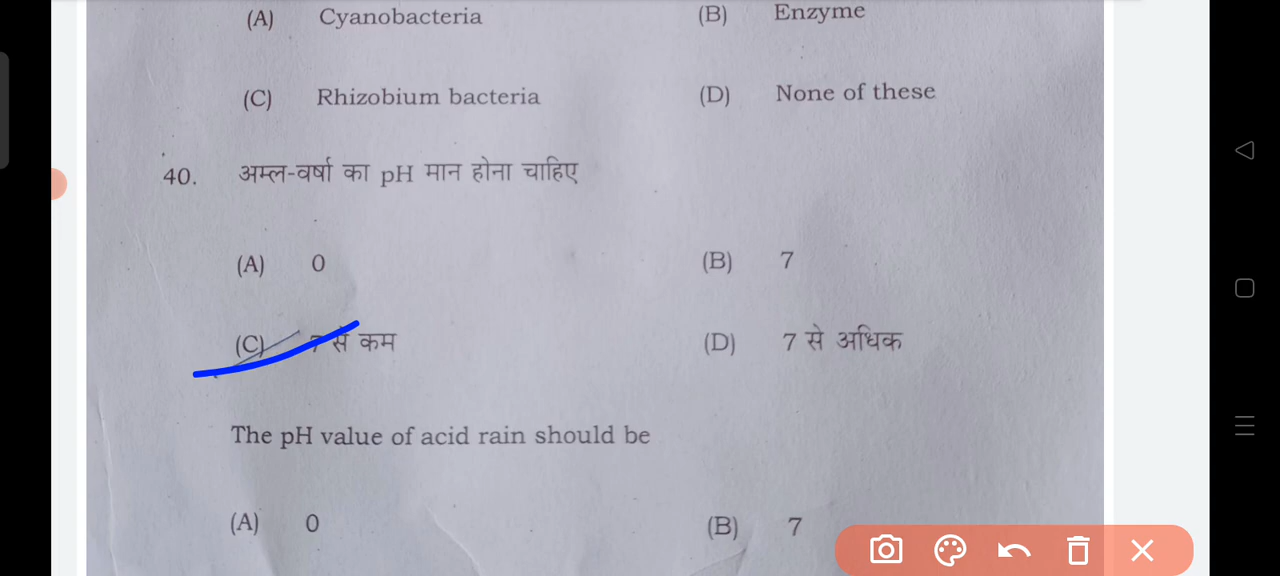 (A) Cyanobacteria (B) Enzyme
(C) Rhizobium bacteria (D) None of these
40. अम्ल-वर्षा का pH मान होना चाहिए
(A) 0 (B) 7
(C) 7 से कम (D) 7 से अधिक
The pH value of acid rain should be
(A) 0 (B) 7